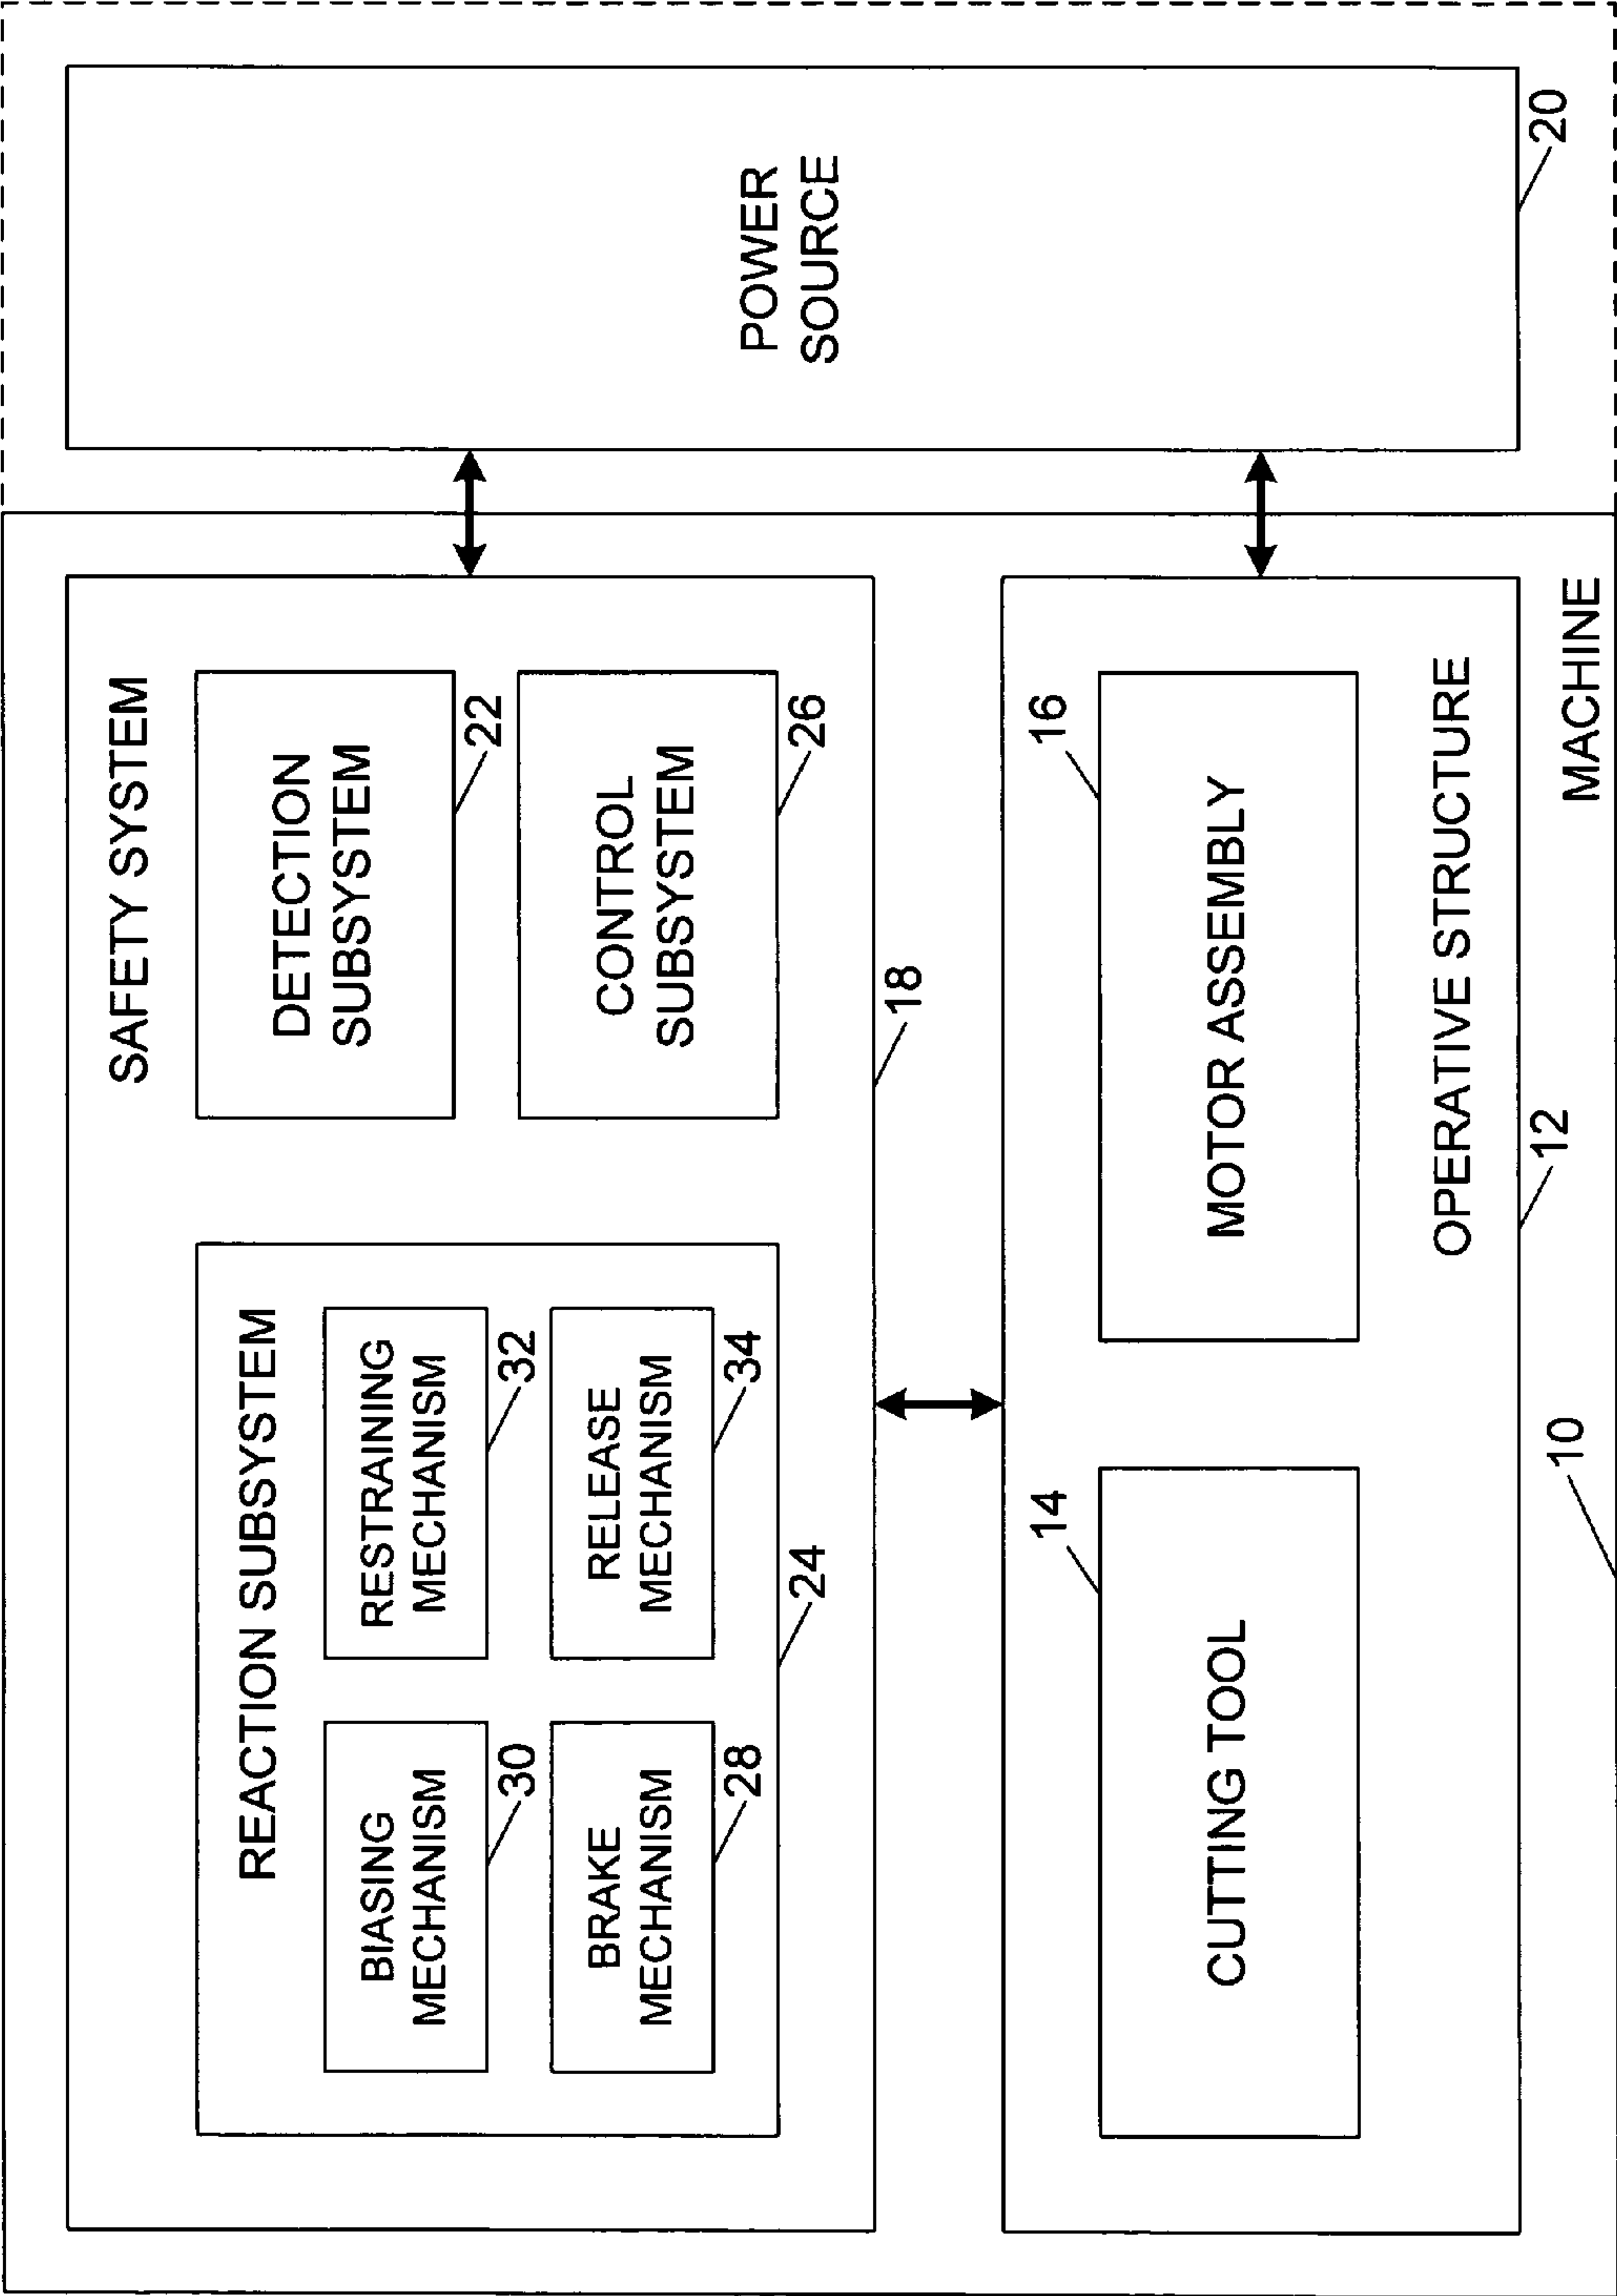 SAFETY SYSTEM
REACTION SUBSYSTEM
BIASING
MECHANISM
30
RESTRAINING
MECHANISM
32
BRAKE
MECHANISM
28
RELEASE
MECHANISM
34
24
DETECTION
SUBSYSTEM
22
CONTROL
SUBSYSTEM
26
18
POWER
SOURCE
20
14
CUTTING TOOL
16
MOTOR ASSEMBLY
OPERATIVE STRUCTURE
12
MACHINE
10